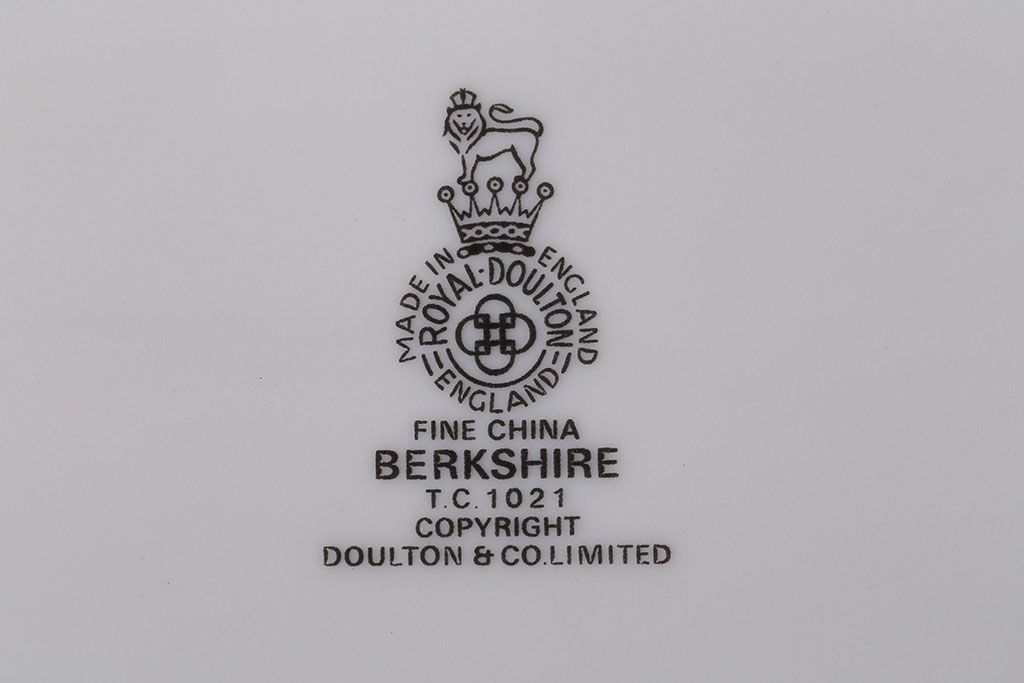 MADE IN ENGLAND
ROYAL·DOULTON
ENGLAND
FINE CHINA
BERKSHIRE
T.C.1021
COPYRIGHT
DOULTON & CO.LIMITED